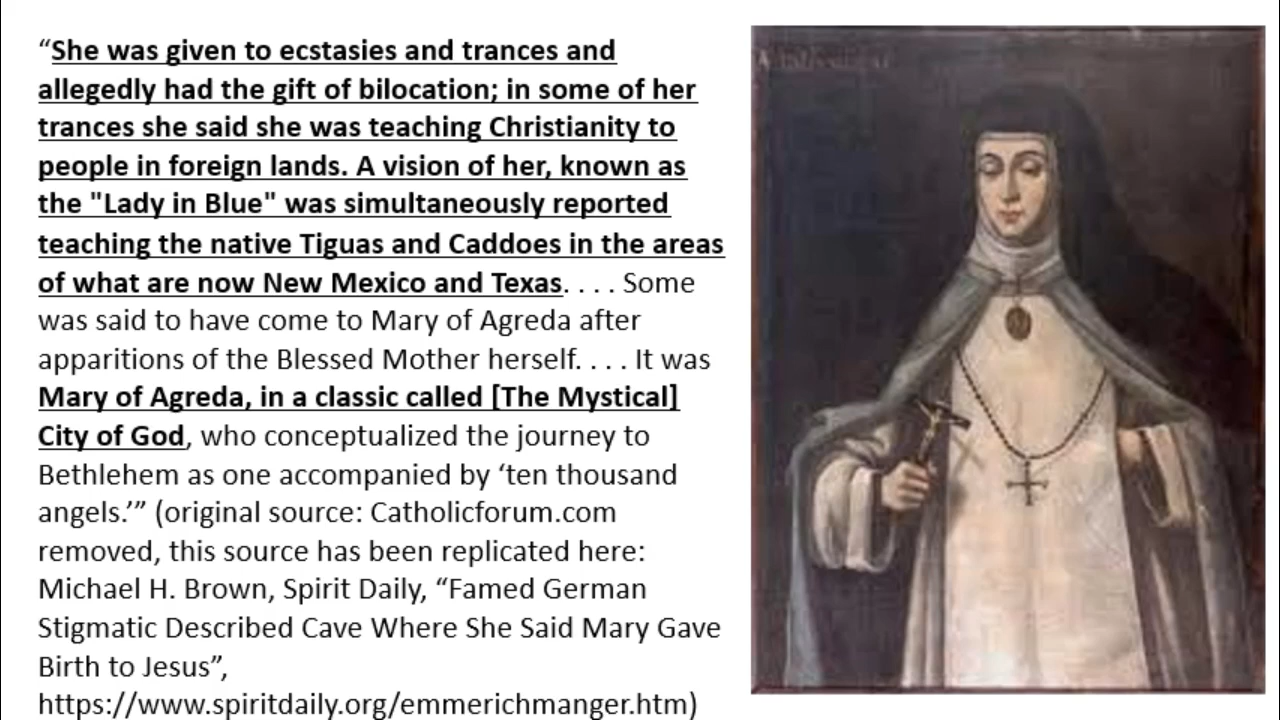 “She was given to ecstasies and trances and
allegedly had the gift of bilocation; in some of her
trances she said she was teaching Christianity to
people in foreign lands. A vision of her, known as
the "Lady in Blue" was simultaneously reported
teaching the native Tiguas and Caddoes in the areas
of what are now New Mexico and Texas. . . . Some
was said to have come to Mary of Agreda after
apparitions of the Blessed Mother herself. . . . It was
Mary of Agreda, in a classic called [The Mystical]
City of God, who conceptualized the journey to
Bethlehem as one accompanied by ‘ten thousand
angels.’” (original source: Catholicforum.com
removed, this source has been replicated here:
Michael H. Brown, Spirit Daily, “Famed German
Stigmatic Described Cave Where She Said Mary Gave
Birth to Jesus”,
https://www.spiritdaily.org/emmerichmanger.htm)